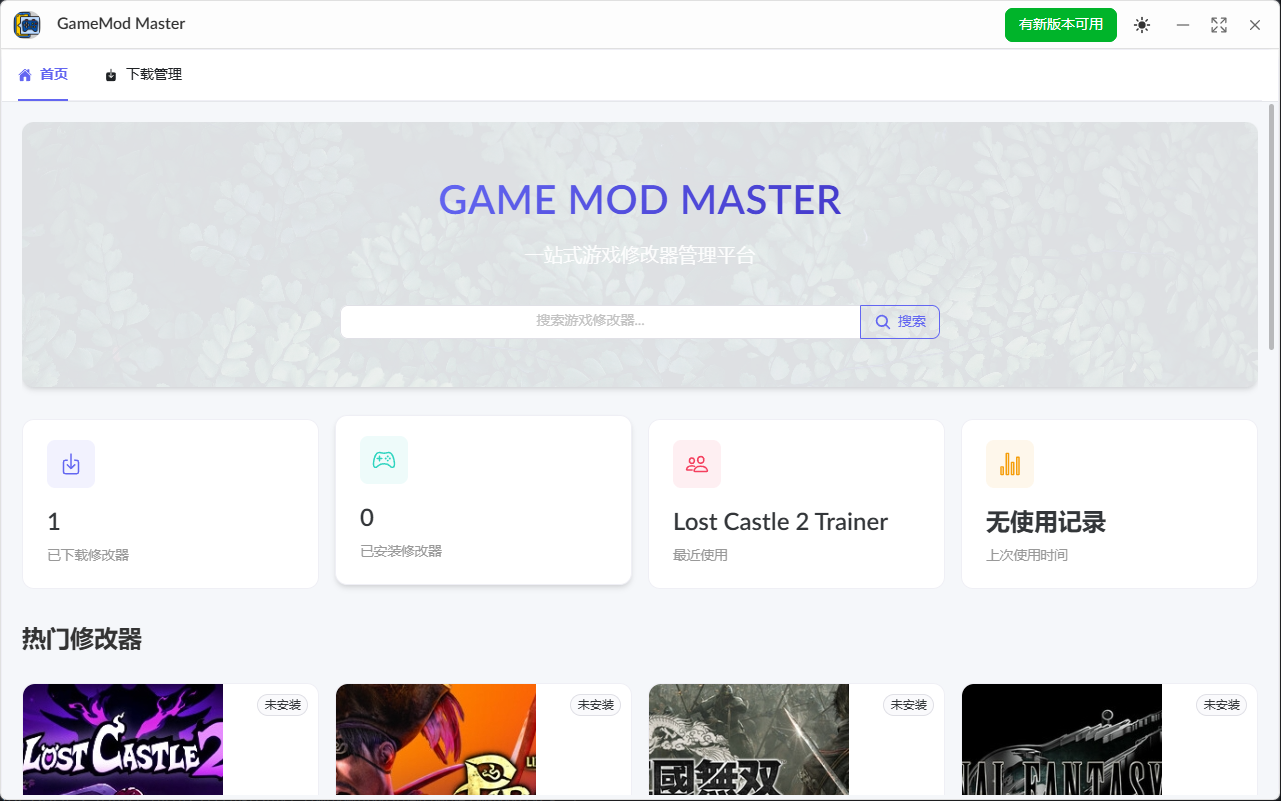 GameMod Master
有新版本可用
首页
下载管理
GAME MOD MASTER
一站式游戏修改器管理平台
搜索游戏修改器...
搜索
1
已下载修改器
0
已安装修改器
Lost Castle 2 Trainer
最近使用
无使用记录
上次使用时间
热门修改器
未安装
未安装
未安装
未安装
LOST CASTLE 2
國無双
FINAL FANTASY